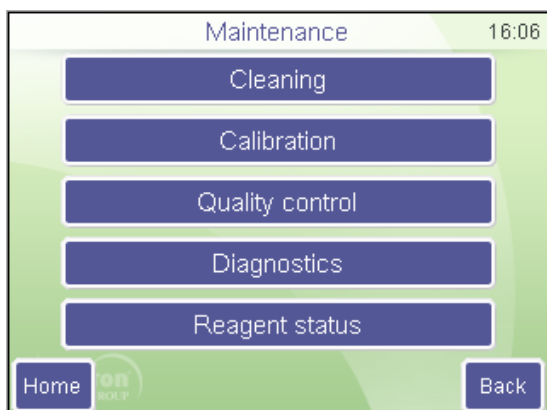 Maintenance 16:06
Cleaning
Calibration
Quality control
Diagnostics
Reagent status
Home Back